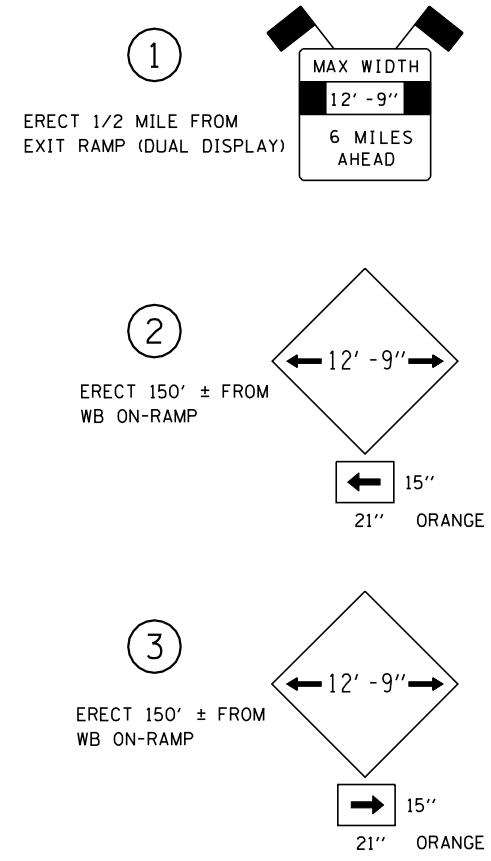 1
MAX WIDTH
12' -9"
6 MILES
AHEAD
ERECT 1/2 MILE FROM
EXIT RAMP (DUAL DISPLAY)
2
12' -9"
ERECT 150' ± FROM
WB ON-RAMP
15"
21" ORANGE
3
12' -9"
ERECT 150' ± FROM
WB ON-RAMP
15"
21" ORANGE